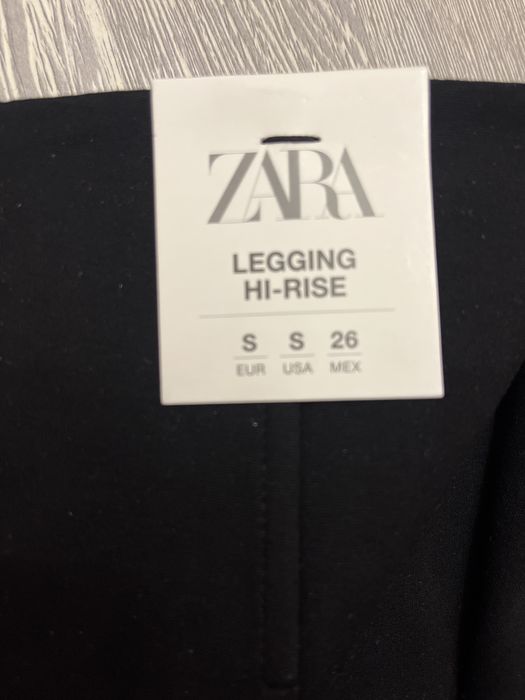 ZARA
LEGGING
HI-RISE
S S 26
EUR USA MEX